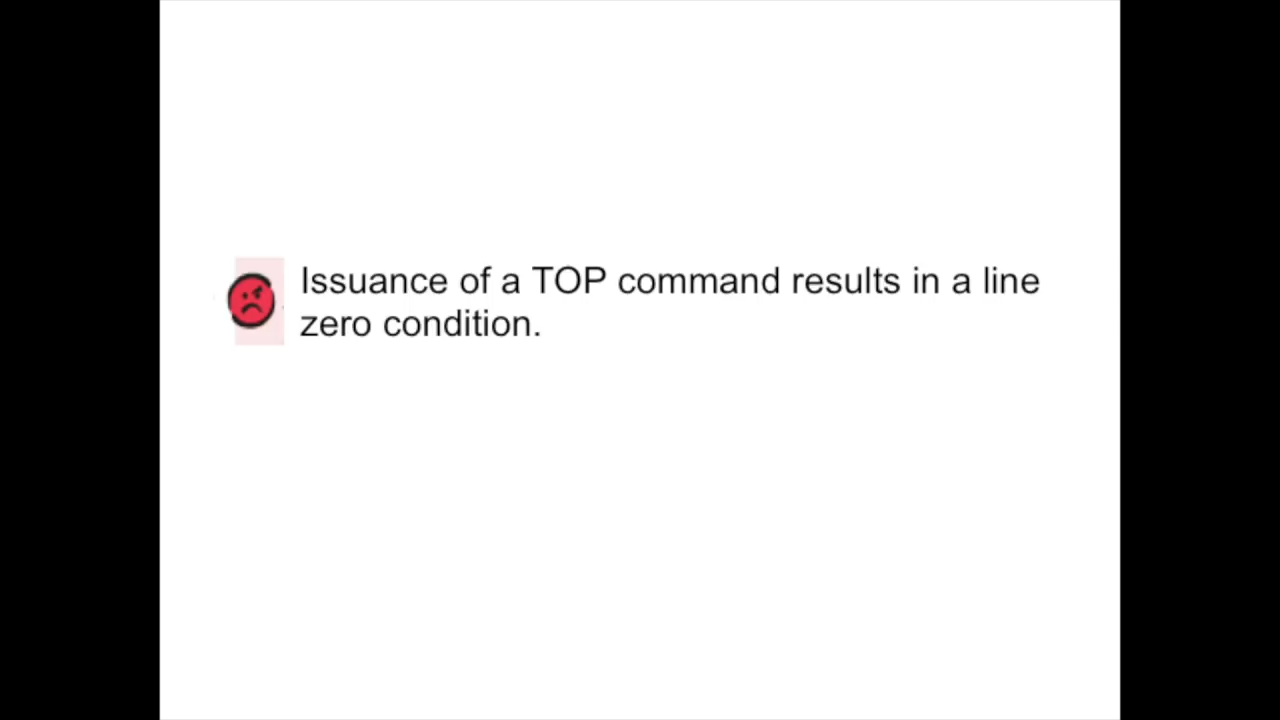 Issuance of a TOP command results in a line
zero condition.